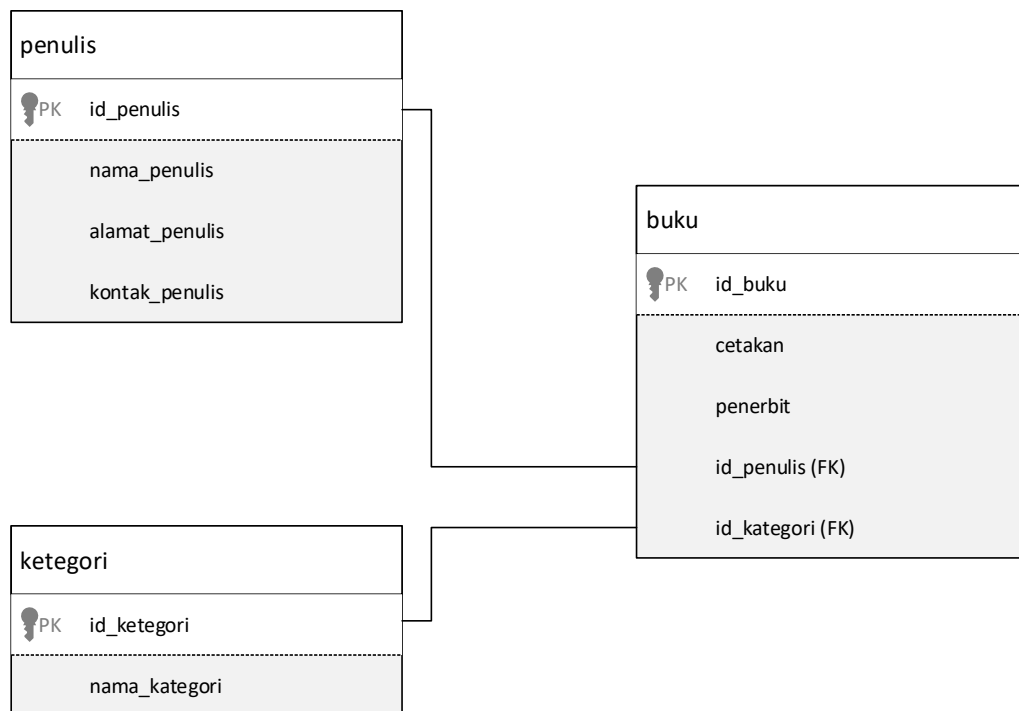 penulis
PK id_penulis
nama_penulis
alamat_penulis
kontak_penulis
buku
PK id_buku
cetakan
penerbit
id_penulis (FK)
id_kategori (FK)
ketegori
PK id_ketegori
nama_kategori